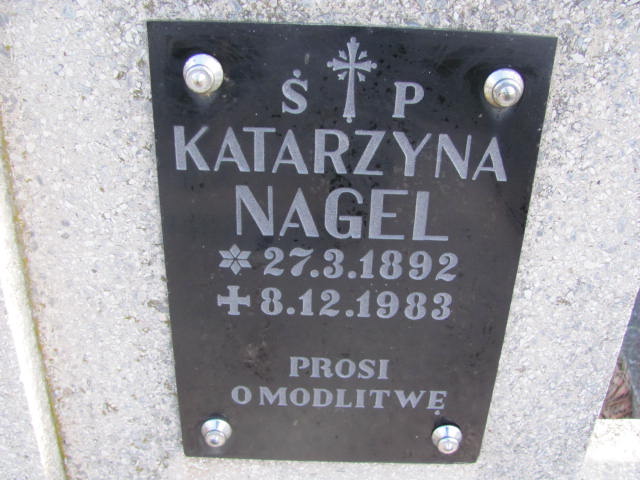 Ś P
KATARZYNA
NAGEL
27.3.1892
8.12.1983
PROSI
O MODLITWĘ